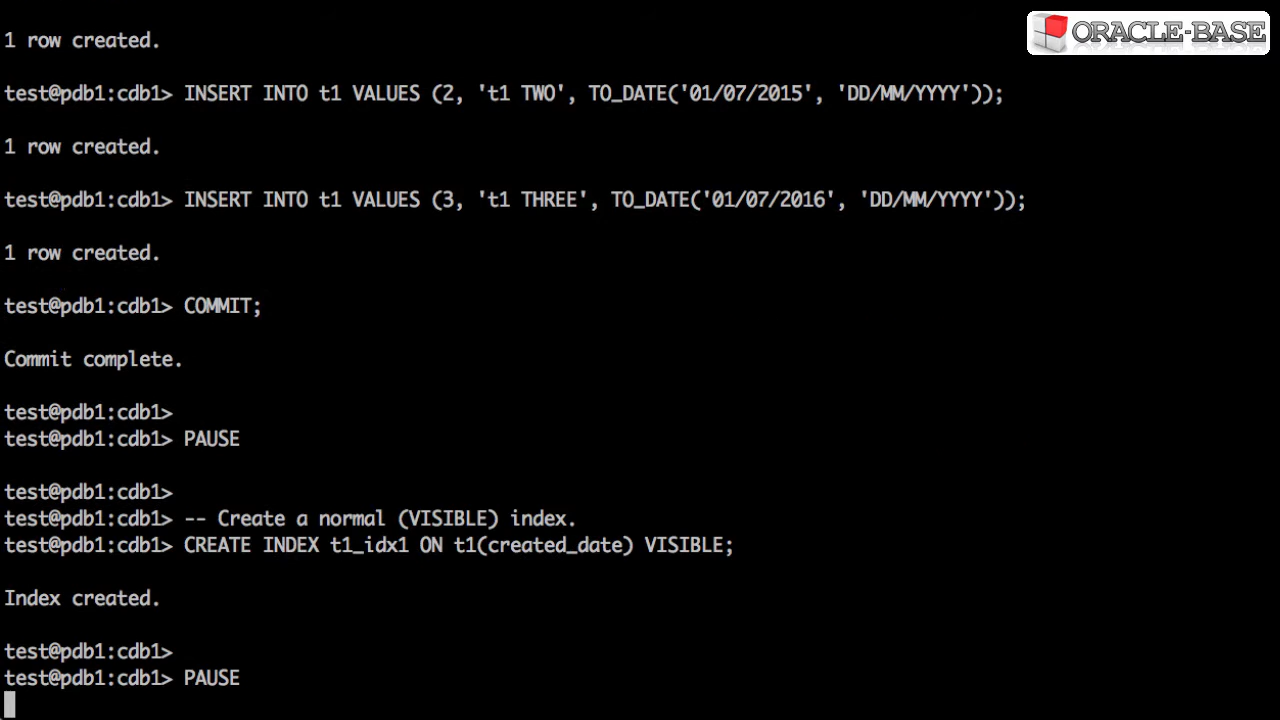 ORACLE-BASE
1 row created.
test@pdb1:cdb1> INSERT INTO t1 VALUES (2, 't1 TWO', TO_DATE('01/07/2015', 'DD/MM/YYYY'));
1 row created.
test@pdb1:cdb1> INSERT INTO t1 VALUES (3, 't1 THREE', TO_DATE('01/07/2016', 'DD/MM/YYYY'));
1 row created.
test@pdb1:cdb1> COMMIT;
Commit complete.
test@pdb1:cdb1>
test@pdb1:cdb1> PAUSE
test@pdb1:cdb1>
test@pdb1:cdb1> -- Create a normal (VISIBLE) index.
test@pdb1:cdb1> CREATE INDEX t1_idx1 ON t1(created_date) VISIBLE;
Index created.
test@pdb1:cdb1>
test@pdb1:cdb1> PAUSE